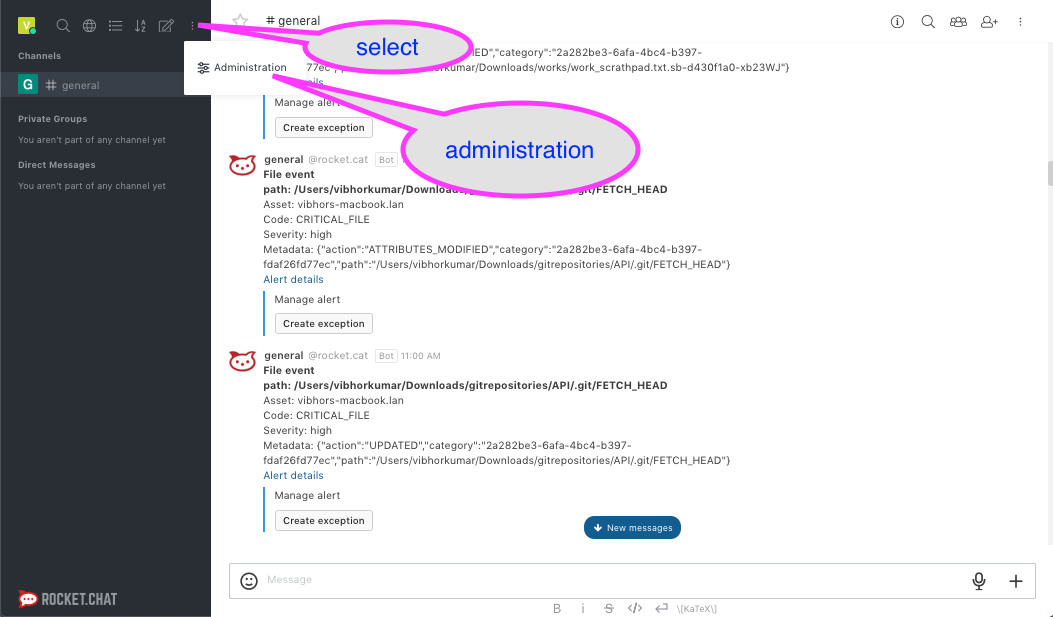 V
# general
select
Channels
Administration
IED","category":"2a282be3-6afa-4bc4-b397-
77ec","
orkumar/Downloads/works/work_scrathpad.txt.sb-d430f1a0-xb23WJ"}
G # general
Manage alert
Private Groups
Create exception
You aren't part of any channel yet
administration
Direct Messages
You aren't part of any channel yet
general @rocket.cat Bot
File event
path: /Users/vibhorkumar/Downloads/gitrepositories/API/.git/FETCH_HEAD
Asset: vibhors-macbook.lan
Code: CRITICAL_FILE
Severity: high
Metadata: {"action":"ATTRIBUTES_MODIFIED","category":"2a282be3-6afa-4bc4-b397-
fdaf26fd77ec","path":"/Users/vibhorkumar/Downloads/gitrepositories/API/.git/FETCH_HEAD"}
Alert details
Manage alert
Create exception
general @rocket.cat Bot 11:00 AM
File event
path: /Users/vibhorkumar/Downloads/gitrepositories/API/.git/FETCH_HEAD
Asset: vibhors-macbook.lan
Code: CRITICAL_FILE
Severity: high
Metadata: {"action":"UPDATED","category":"2a282be3-6afa-4bc4-b397-
fdaf26fd77ec","path":"/Users/vibhorkumar/Downloads/gitrepositories/API/.git/FETCH_HEAD"}
Alert details
Manage alert
Create exception
New messages
Message
ROCKET.CHAT
B i S </> \[KaTeX\]